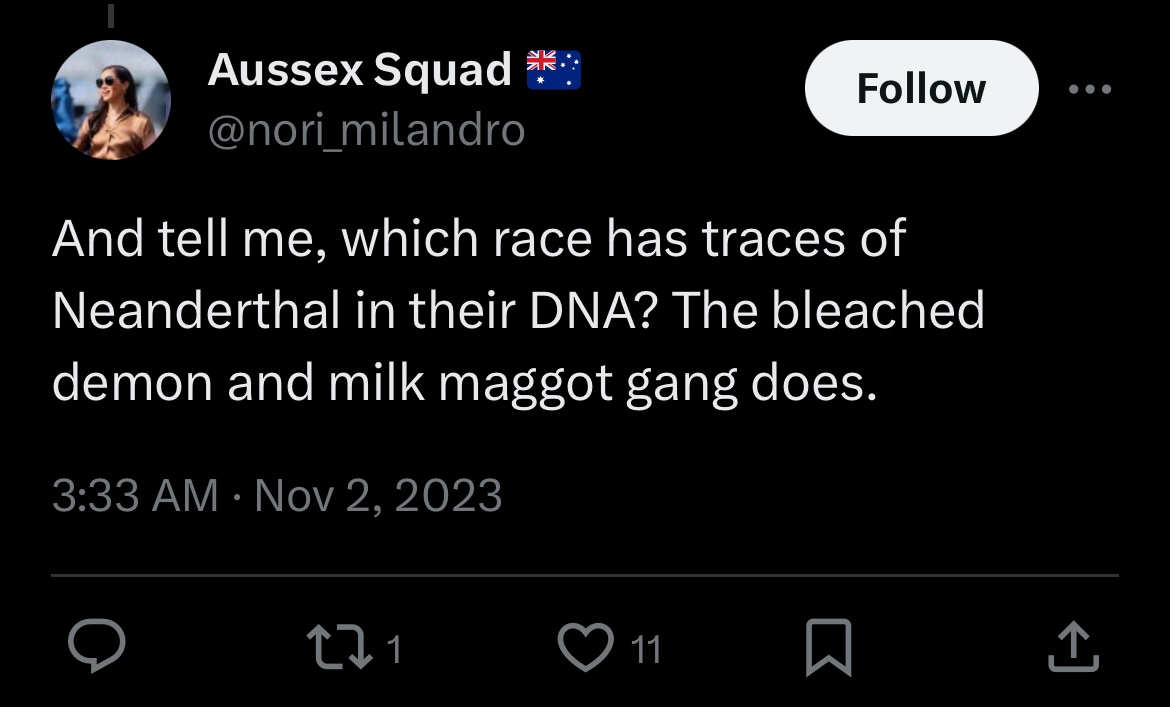 Aussex Squad 🇦🇺
@nori_milandro
Follow
And tell me, which race has traces of
Neanderthal in their DNA? The bleached
demon and milk maggot gang does.
3:33 AM · Nov 2, 2023
1
11